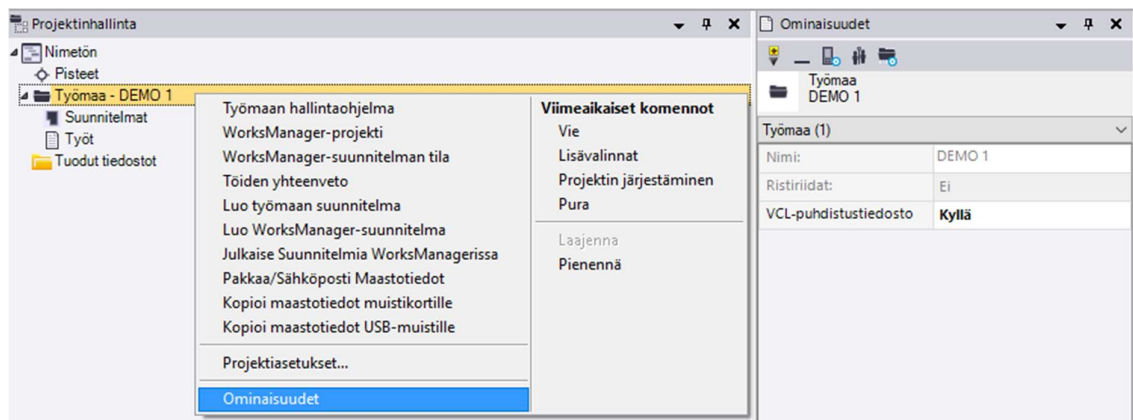 Projektinhallinta
Nimetön
Pisteet
Työmaa - DEMO 1
Suunnitelmat
Työt
Tuodut tiedostot
Työmaan hallintaohjelma
WorksManager-projekti
WorksManager-suunnitelman tila
Töiden yhteenveto
Luo työmaan suunnitelma
Luo WorksManager-suunnitelma
Julkaise Suunnitelmia WorksManagerissa
Pakkaa/Sähköposti Maastotiedot
Kopioi maastotiedot muistikortille
Kopioi maastotiedot USB-muistille
Projektiasetukset...
Ominaisuudet
Viimeaikaiset komennot
Vie
Lisävalinnat
Projektin järjestäminen
Pura
Laajenna
Pienennä
Ominaisuudet
Työmaa
DEMO 1
Työmaa (1)
Nimi: DEMO 1
Ristiriidat: Ei
VCL-puhdistustiedosto Kyllä